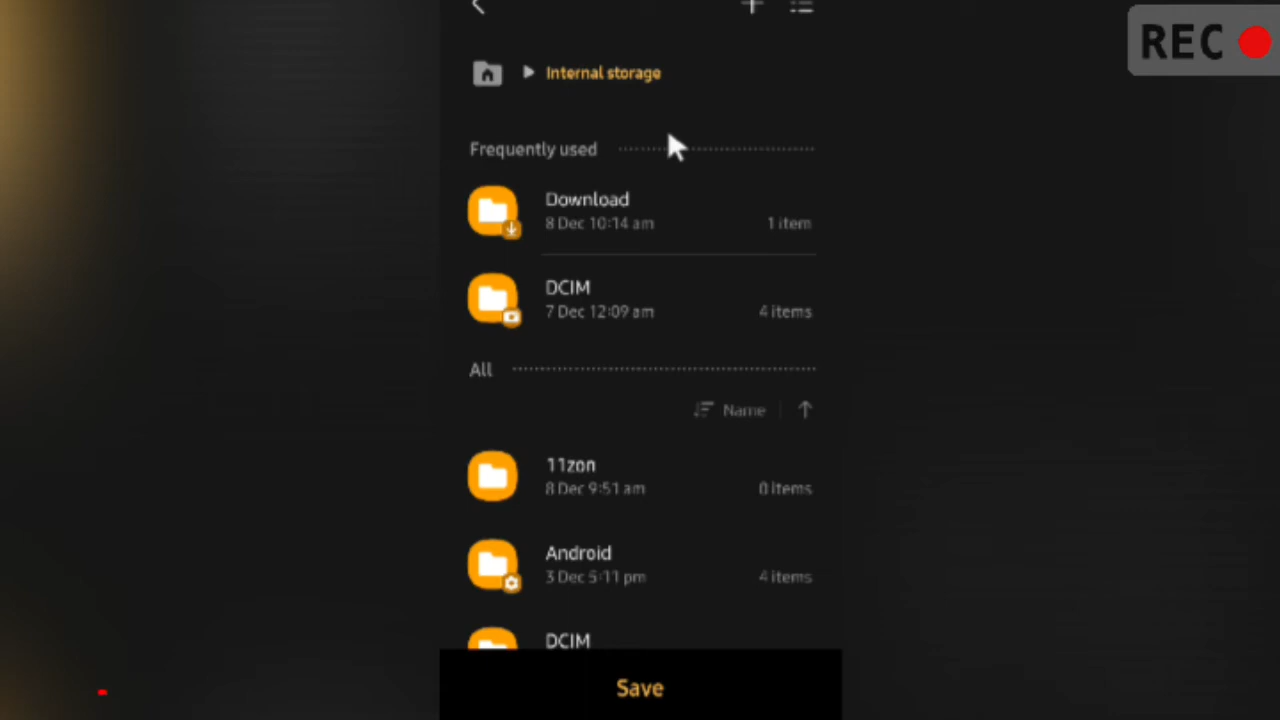 REC
Internal storage
Frequently used
Download
8 Dec 10:14 am 1 item
DCIM
7 Dec 12:09 am 4 items
All
Name
11zon
8 Dec 9:51 am 0 items
Android
3 Dec 5:11 pm 4 items
DCIM
Save